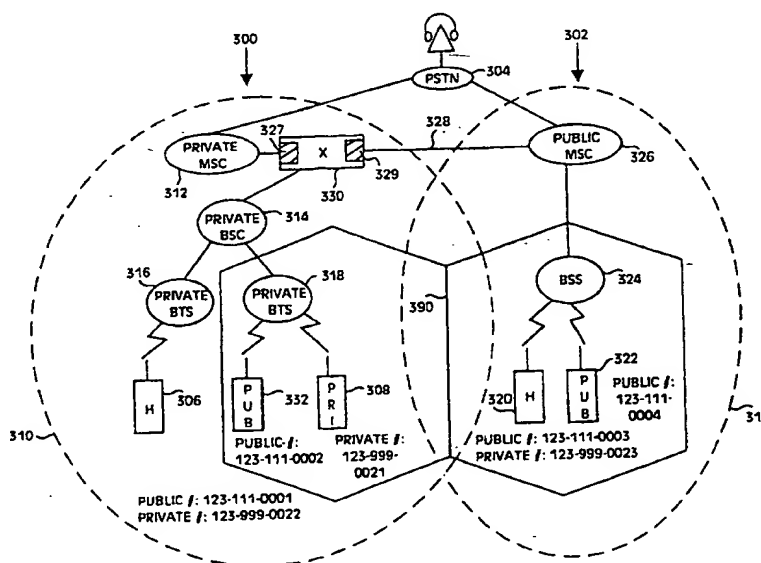 300
302
PSTN
304
328
327
PRIVATE
MSC
X
PUBLIC
MSC
329
326
312
330
PRIVATE
BSC
314
316
PRIVATE
BTS
318
PRIVATE
BTS
390
BSS
324
H
306
P
U
B
332
P
R
I
308
320
H
P
U
B
322
PUBLIC #:
123-111
-0004
310
31
PUBLIC #:
123-111-0002
PRIVATE #:
123-999-
0021
PUBLIC #: 123-111-0003
PRIVATE #: 123-999-0023
PUBLIC #: 123-111-0001
PRIVATE #: 123-999-0022